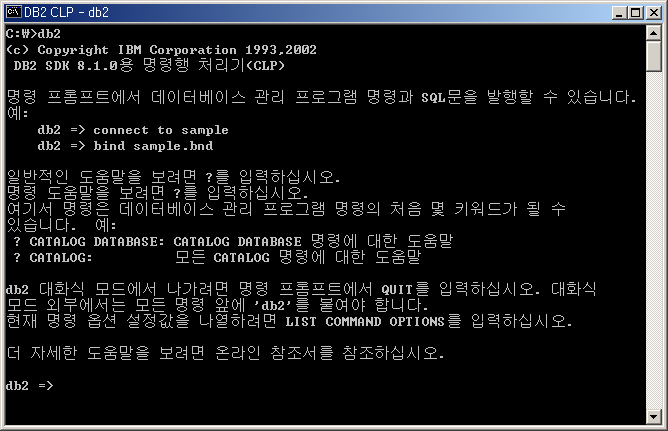 DB2 CLP - db2
C:₩>db2
(c) Copyright IBM Corporation 1993,2002
DB2 SDK 8.1.0용 명령행 처리기(CLP)
명령 프롬프트에서 데이터베이스 관리 프로그램 명령과 SQL문을 발행할 수 있습니다.
예:
db2 => connect to sample
db2 => bind sample.bnd
일반적인 도움말을 보려면 ?를 입력하십시오.
명령 도움말을 보려면 ?를 입력하십시오.
여기서 명령은 데이터베이스 관리 프로그램 명령의 처음 몇 키워드가 될 수
있습니다. 예:
? CATALOG DATABASE: CATALOG DATABASE 명령에 대한 도움말
? CATALOG: 모든 CATALOG 명령에 대한 도움말
db2 대화식 모드에서 나가려면 명령 프롬프트에서 QUIT를 입력하십시오. 대화식
모드 외부에서는 모든 명령 앞에 'db2'를 붙여야 합니다.
현재 명령 옵션 설정값을 나열하려면 LIST COMMAND OPTIONS를 입력하십시오.
더 자세한 도움말을 보려면 온라인 참조서를 참조하십시오.
db2 =>